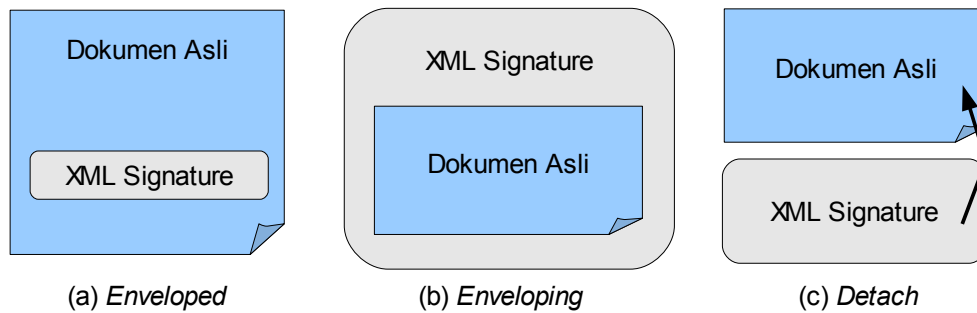 Dokumen Asli
XML Signature
(a) Enveloped
XML Signature
Dokumen Asli
(b) Enveloping
Dokumen Asli
XML Signature
(c) Detach